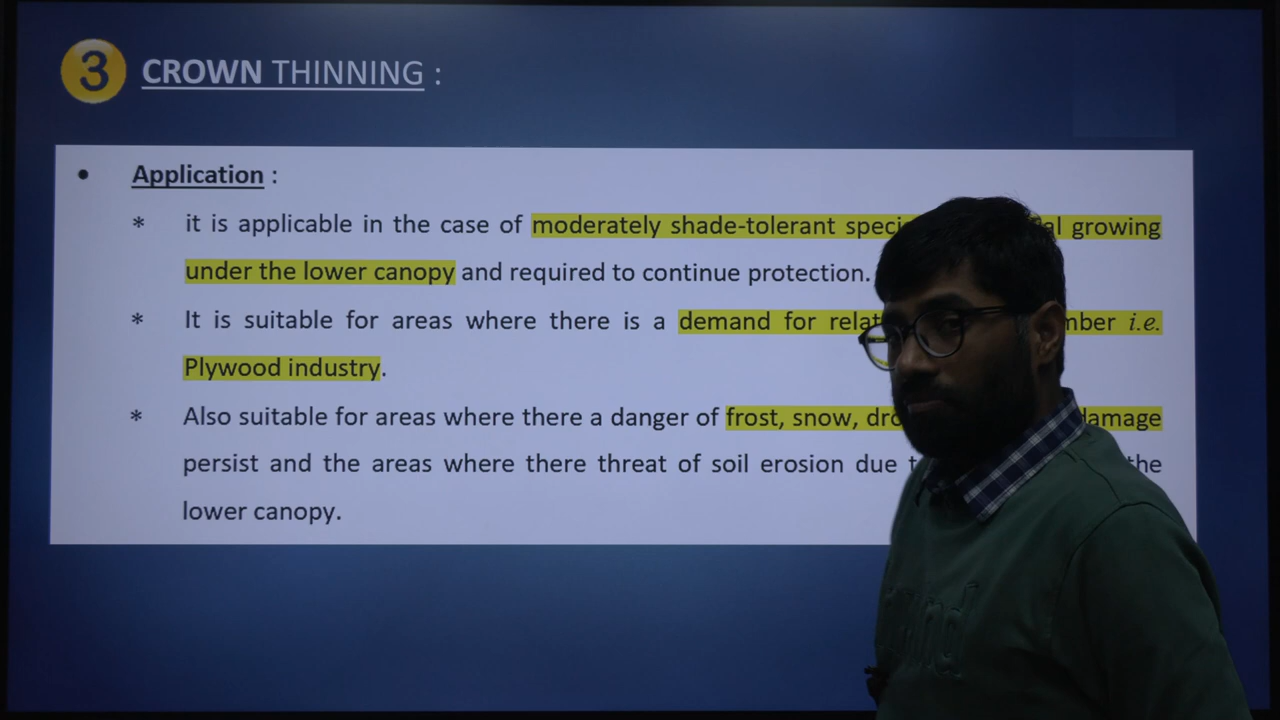 3 CROWN THINNING :
• Application :
* it is applicable in the case of moderately shade-tolerant growing
under the lower canopy and required to continue protection.
* It is suitable for areas where there is a demand for i.e.
Plywood industry.
* Also suitable for areas where there a danger of frost, snow, damage
persist and the areas where there threat of soil erosion due the
lower canopy.